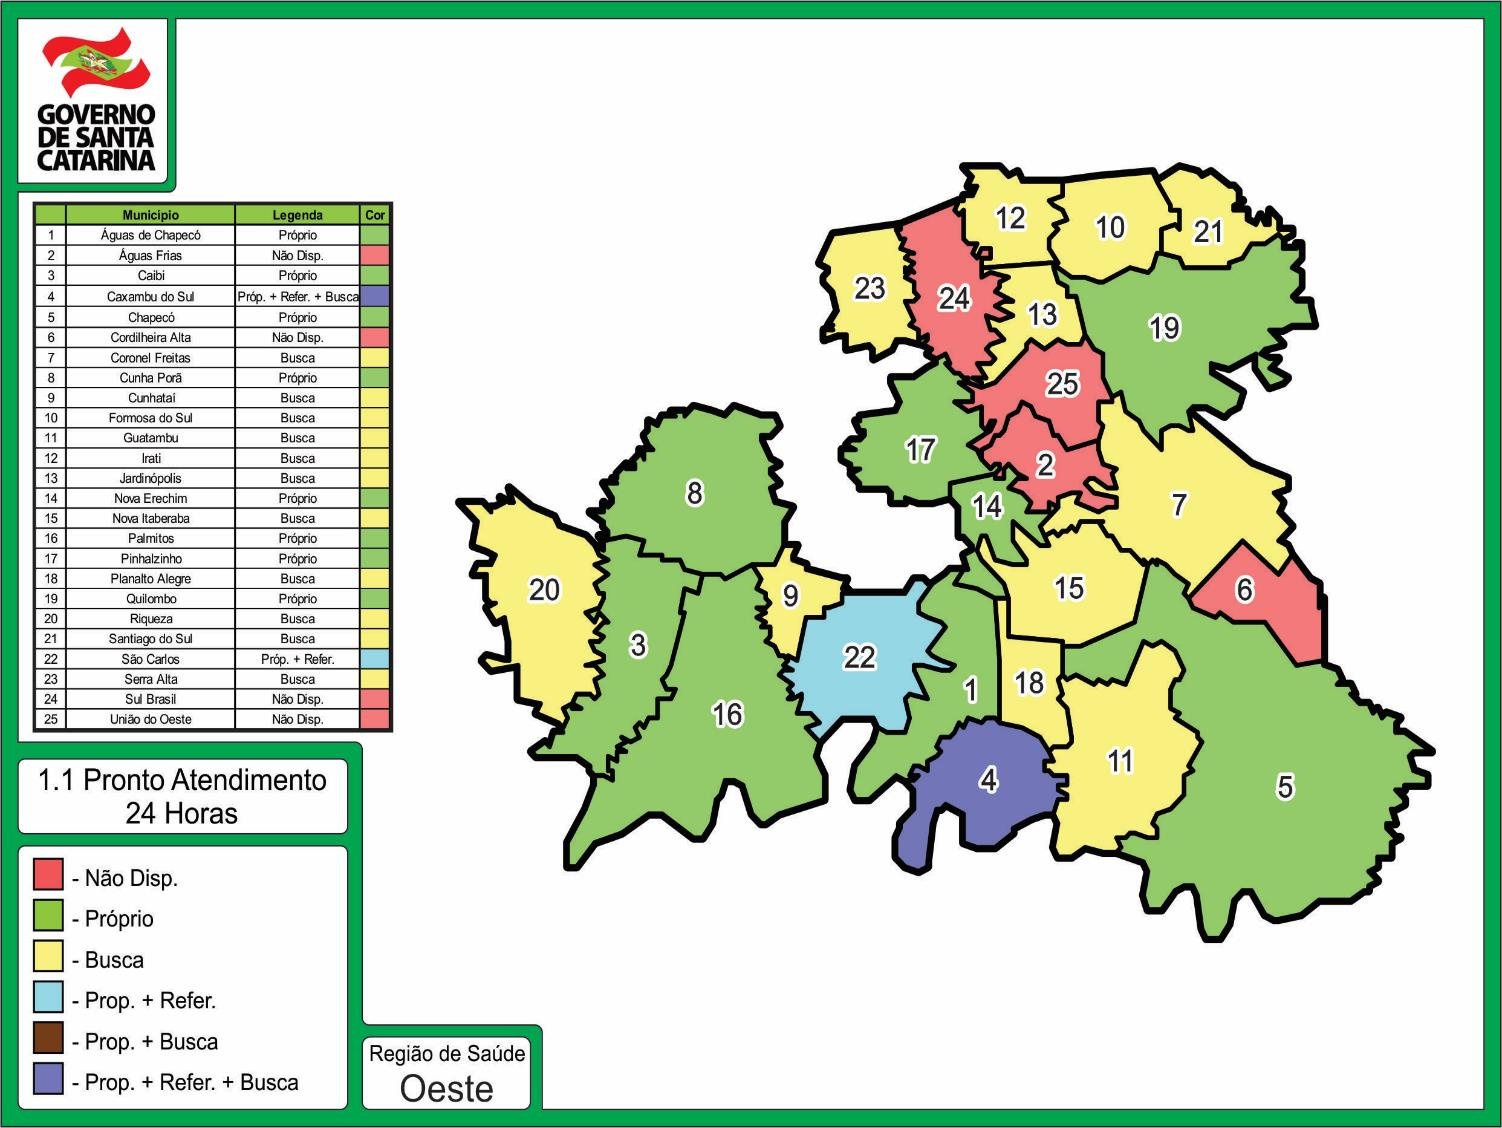 GOVERNO
DE SANTA
CATARINA
Município Legenda Cor
1 Águas de Chapecó Próprio
2 Águas Frias Não Disp.
3 Caibi Próprio
4 Caxambu do Sul Próp. + Refer. + Busca
5 Chapecó Próprio
6 Cordilheira Alta Não Disp.
7 Coronel Freitas Busca
8 Cunha Porã Próprio
9 Cunhataí Busca
10 Formosa do Sul Busca
11 Guatambu Busca
12 Irati Busca
13 Jardinópolis Busca
14 Nova Erechim Próprio
15 Nova Itaberaba Busca
16 Palmitos Próprio
17 Pinhalzinho Próprio
18 Planalto Alegre Busca
19 Quilombo Próprio
20 Riqueza Busca
21 Santiago do Sul Busca
22 São Carlos Próp. + Refer.
23 Serra Alta Busca
24 Sul Brasil Não Disp.
25 União do Oeste Não Disp.
12
10
21
23
24
13
19
25
17
2
8
14
7
20
9
15
6
3
22
1
18
16
11
4
5
1.1 Pronto Atendimento
24 Horas
- Não Disp.
- Próprio
- Busca
- Prop. + Refer.
- Prop. + Busca
- Prop. + Refer. + Busca
Região de Saúde
Oeste